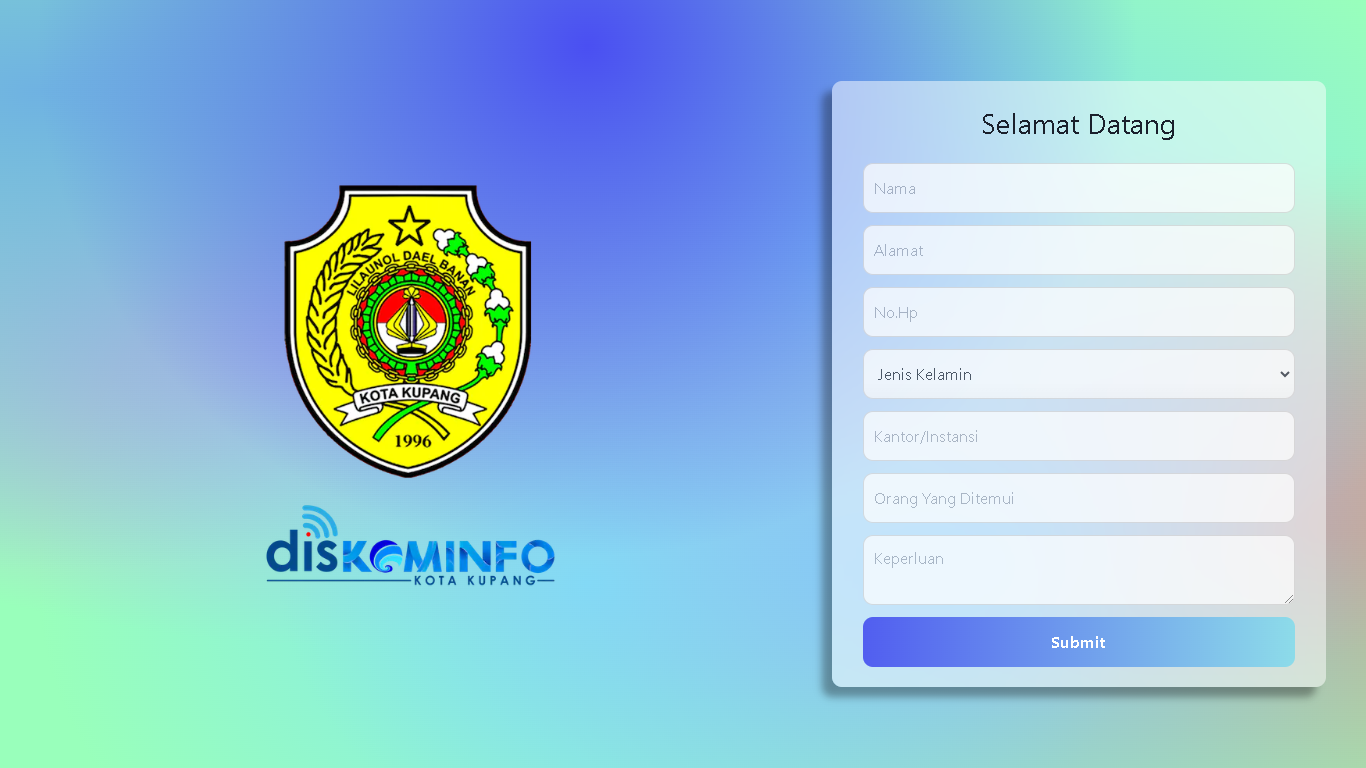 LILAUNOL DAEL BANAN
KOTA KUPANG
1996
disKOMINFO
KOTA KUPANG
Selamat Datang
Nama
Alamat
No.Hp
Jenis Kelamin
Kantor/Instansi
Orang Yang Ditemui
Keperluan
Submit